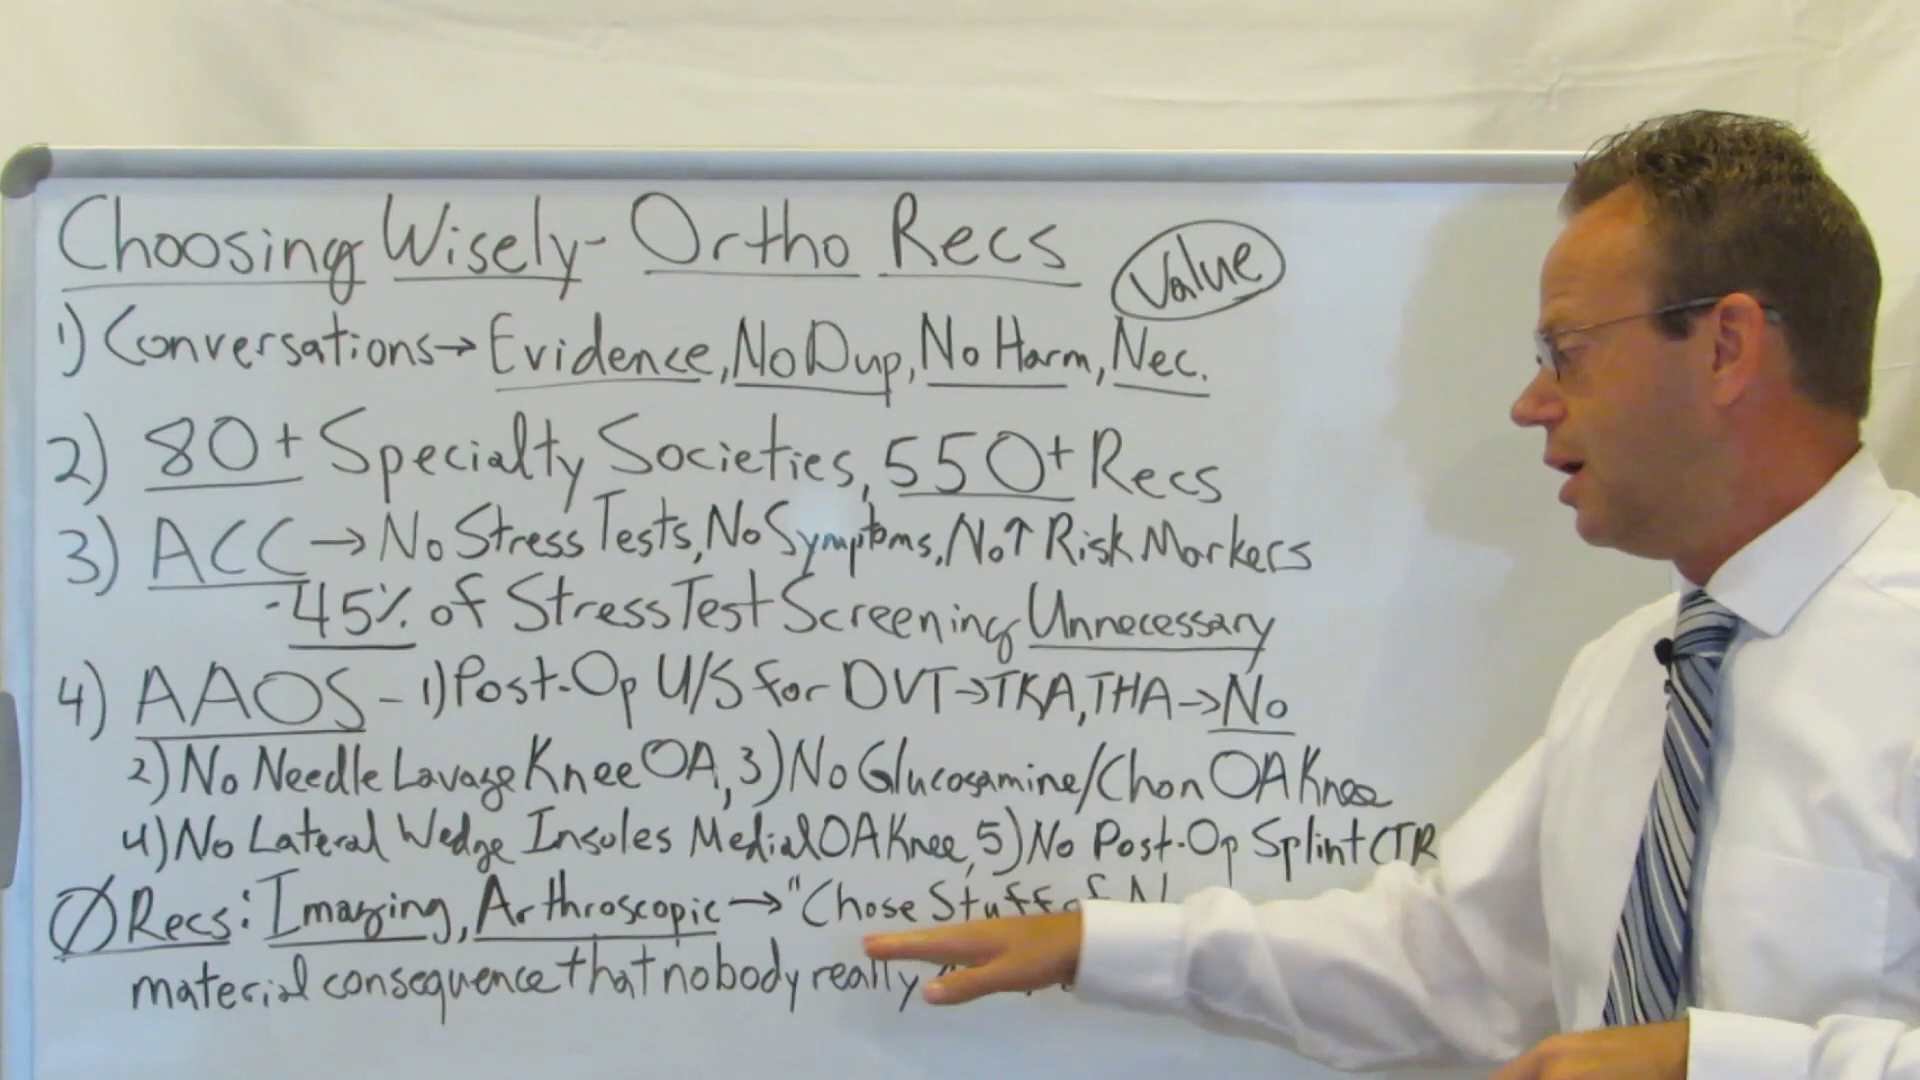 Choosing Wisely - Ortho Recs
Value
1) Conversations → Evidence, No Dup, No Harm, Nec.
2) 80+ Specialty Societies, 550+ Recs
3) ACC → No Stress Tests, No Symptoms, No ↑ Risk Markers
- 45% of Stress Test Screening Unnecessary
4) AAOS - 1) Post-Op U/S for DVT → TKA, THA → No
2) No Needle Lavage Knee OA, 3) No Glucosamine/Chon OA Knee
4) No Lateral Wedge Insoles Medial OA Knee, 5) No Post-Op Splint CTR
Ø Recs: Imaging, Arthroscopic → "Chose Stuff of
material consequence that nobody really